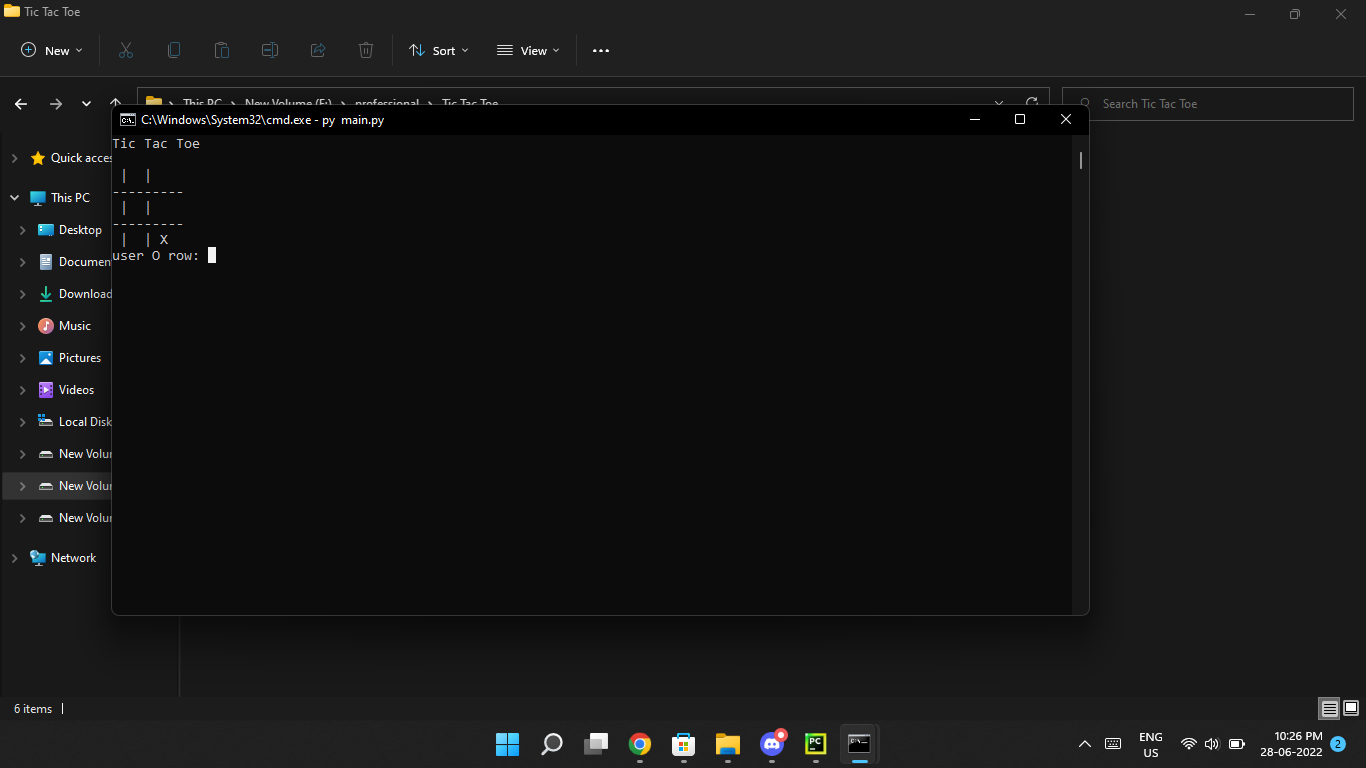 Tic Tac Toe
New
Sort
View
This PC
New Volume (E:)
professional
Tic Tac Toe
Search Tic Tac Toe
C:\Windows\System32\cmd.exe - py main.py
Tic Tac Toe
| |
---------
| |
---------
| | X
user O row:
Quick acces
This PC
Desktop
Documen
Download
Music
Pictures
Videos
Local Disk
New Volu
New Volu
New Volu
Network
6 items
PC
C:\
ENG
US
10:26 PM
28-06-2022
2